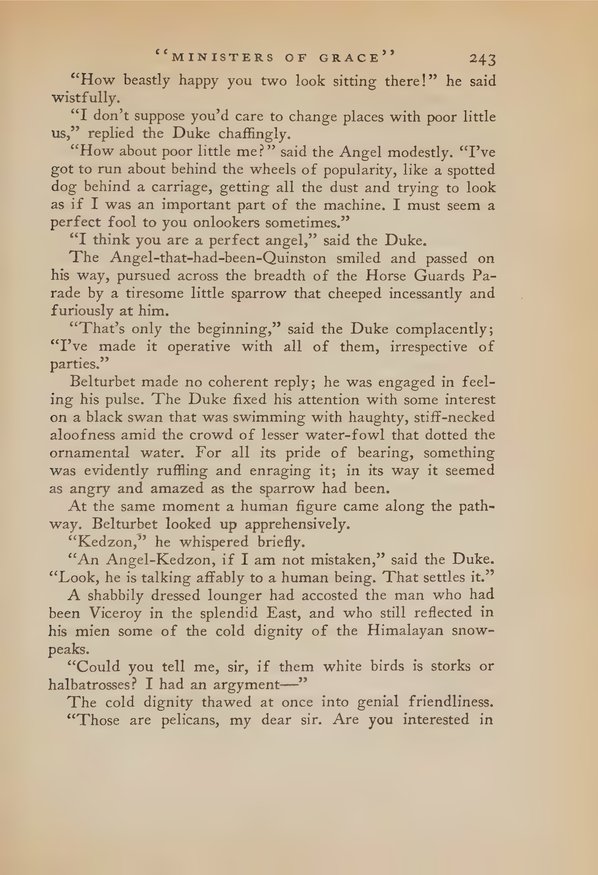 “MINISTERS OF GRACE” 243
“How beastly happy you two look sitting there!” he said
wistfully.
“I don’t suppose you’d care to change places with poor little
us,” replied the Duke chaffingly.
“How about poor little me?” said the Angel modestly. “I’ve
got to run about behind the wheels of popularity, like a spotted
dog behind a carriage, getting all the dust and trying to look
as if I was an important part of the machine. I must seem a
perfect fool to you onlookers sometimes.”
“I think you are a perfect angel,” said the Duke.
The Angel-that-had-been-Quinston smiled and passed on
his way, pursued across the breadth of the Horse Guards Pa-
rade by a tiresome little sparrow that cheeped incessantly and
furiously at him.
“That’s only the beginning,” said the Duke complacently;
“I’ve made it operative with all of them, irrespective of
parties.”
Belturbet made no coherent reply; he was engaged in feel-
ing his pulse. The Duke fixed his attention with some interest
on a black swan that was swimming with haughty, stiff-necked
aloofness amid the crowd of lesser water-fowl that dotted the
ornamental water. For all its pride of bearing, something
was evidently ruffling and enraging it; in its way it seemed
as angry and amazed as the sparrow had been.
At the same moment a human figure came along the path-
way. Belturbet looked up apprehensively.
“Kedzon,” he whispered briefly.
“An Angel-Kedzon, if I am not mistaken,” said the Duke.
“Look, he is talking affably to a human being. That settles it.”
A shabbily dressed lounger had accosted the man who had
been Viceroy in the splendid East, and who still reflected in
his mien some of the cold dignity of the Himalayan snow-
peaks.
“Could you tell me, sir, if them white birds is storks or
halbatrosses? I had an argyment—”
The cold dignity thawed at once into genial friendliness.
“Those are pelicans, my dear sir. Are you interested in